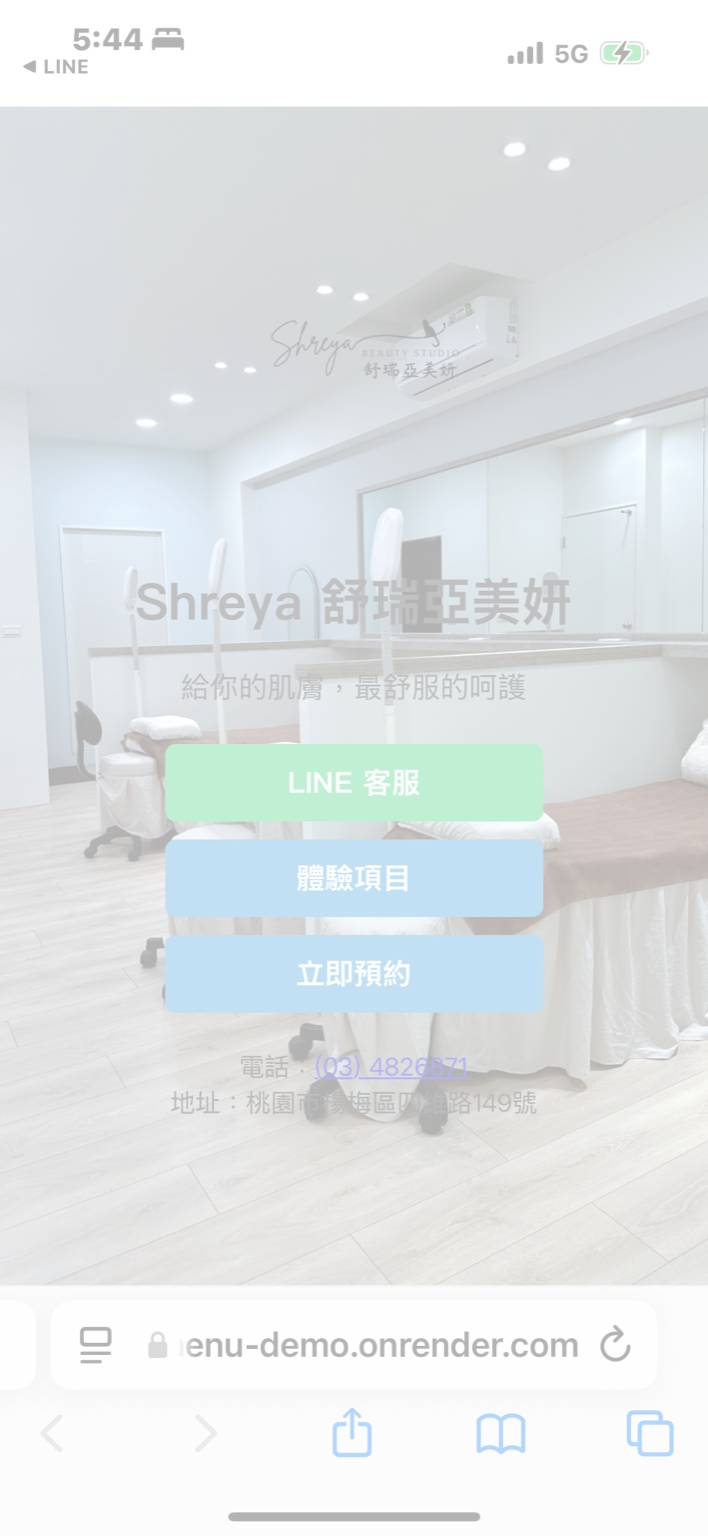 5:44
5G
◀ LINE
Shreya
BEAUTY STUDIO
舒瑞亞美妍
Shreya 舒瑞亞美妍
給你的肌膚，最舒服的呵護
LINE 客服
體驗項目
立即預約
電話：(03) 4826871
地址：桃園市楊梅區四維路149號
enu-demo.onrender.com